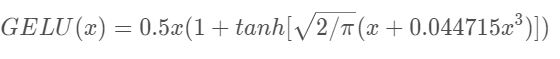 GELU(x) = 0.5x(1 + tanh[√2/π(x + 0.044715x³)])